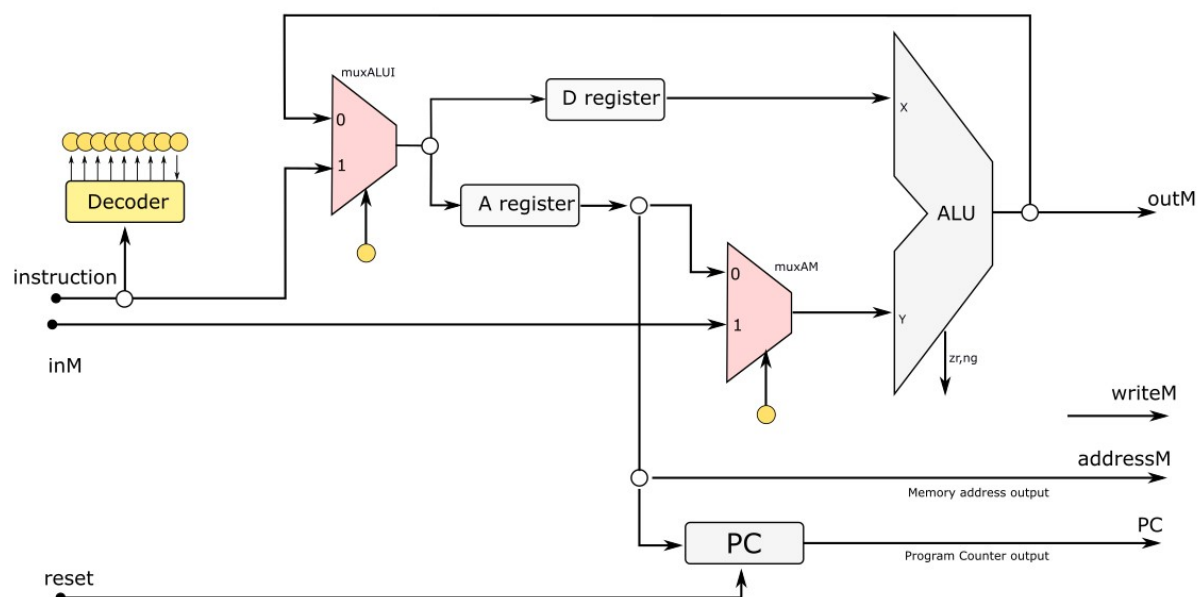 muxALUI
0
1
Decoder
D register
A register
X
ALU
Y
outM
instruction
muxAM
0
1
inM
zr,ng
writeM
addressM
Memory address output
PC
PC
Program Counter output
reset